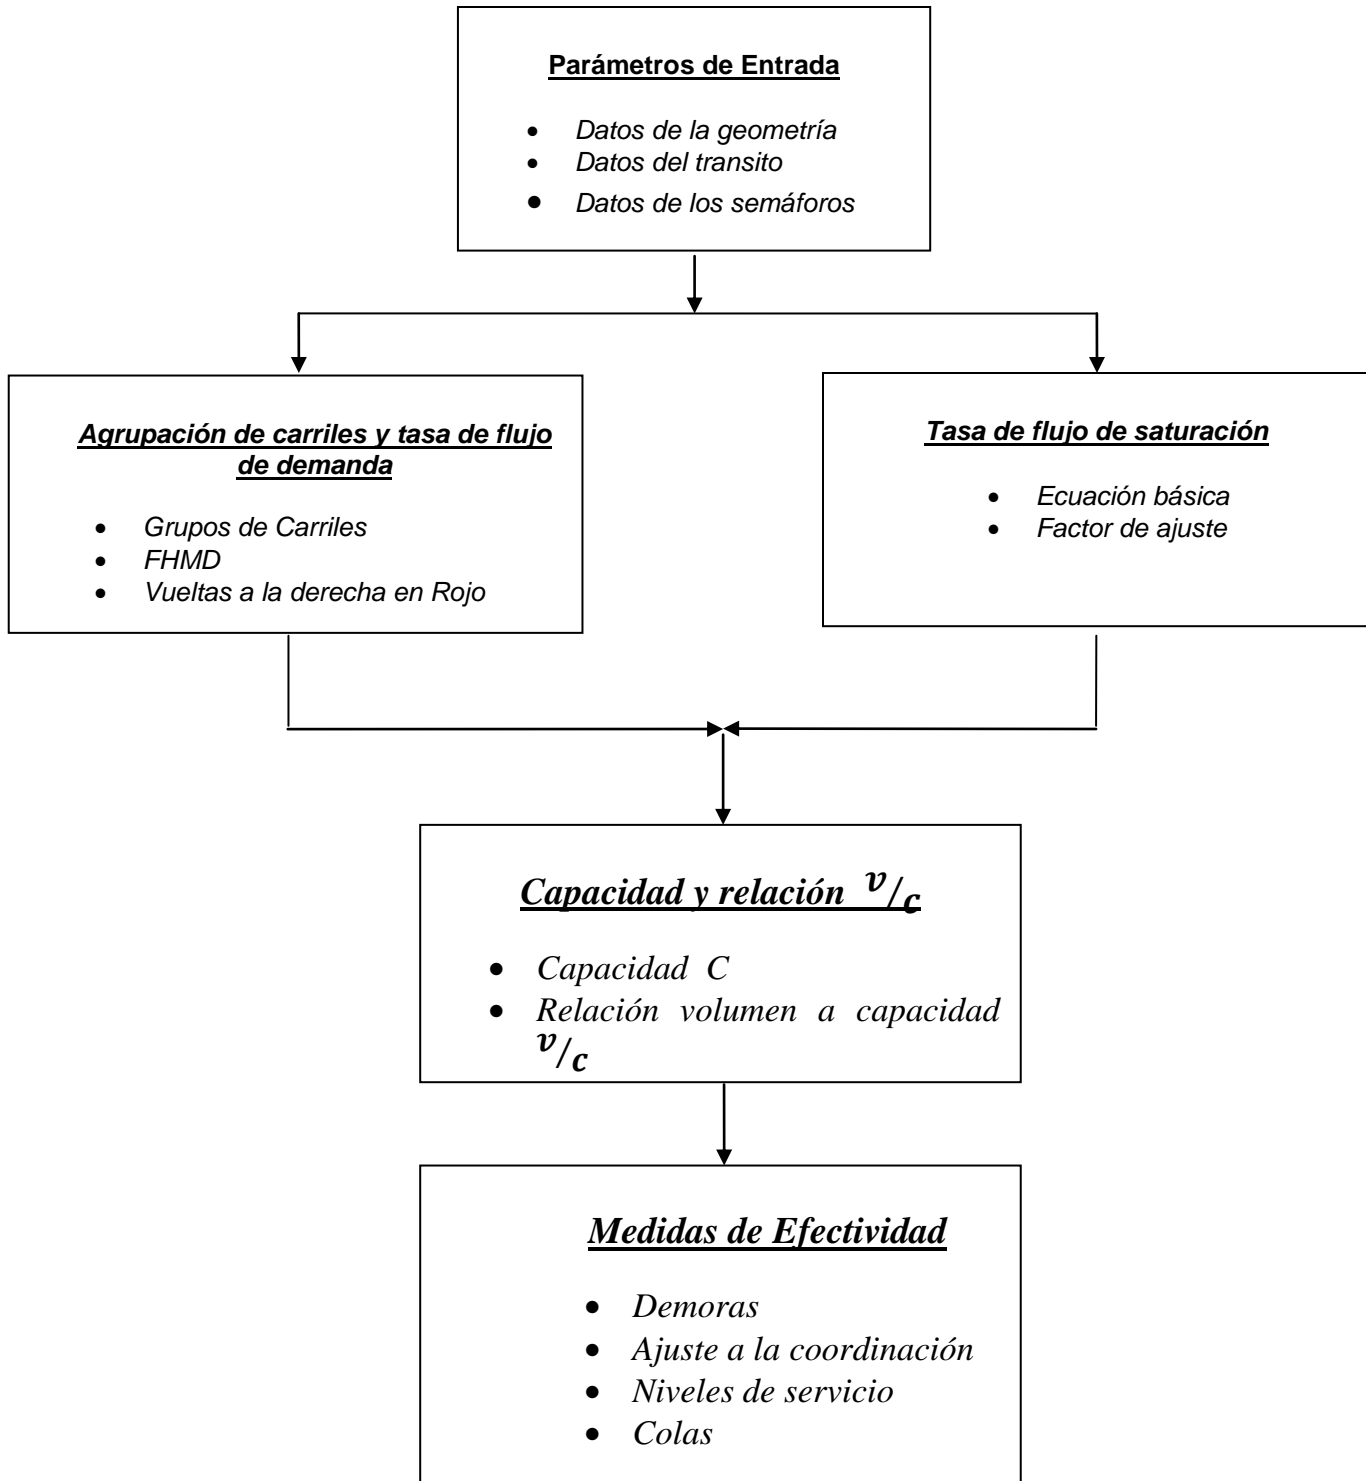 Parámetros de Entrada
• Datos de la geometría
• Datos del transito
• Datos de los semáforos
Agrupación de carriles y tasa de flujo
de demanda
• Grupos de Carriles
• FHMD
• Vueltas a la derecha en Rojo
Tasa de flujo de saturación
• Ecuación básica
• Factor de ajuste
Capacidad y relación v/c
• Capacidad C
• Relación volumen a capacidad
v/c
Medidas de Efectividad
• Demoras
• Ajuste a la coordinación
• Niveles de servicio
• Colas